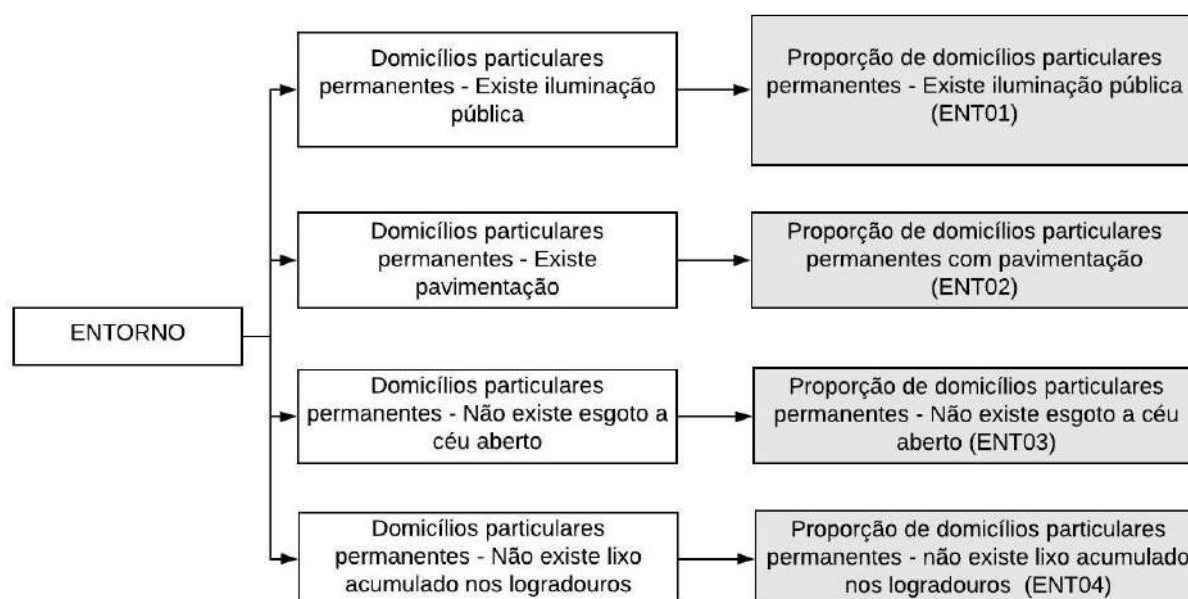 Domicílios particulares
permanentes - Existe iluminação
pública
Proporção de domicílios particulares
permanentes - Existe iluminação pública
(ENT01)
Domicílios particulares
permanentes - Existe
pavimentação
Proporção de domicílios particulares
permanentes com pavimentação
(ENT02)
ENTORNO
Domicílios particulares
permanentes - Não existe esgoto a
céu aberto
Proporção de domicílios particulares
permanentes - Não existe esgoto a céu
aberto (ENT03)
Domicílios particulares
permanentes - Não existe lixo
acumulado nos logradouros
Proporção de domicílios particulares
permanentes - não existe lixo acumulado
nos logradouros (ENT04)